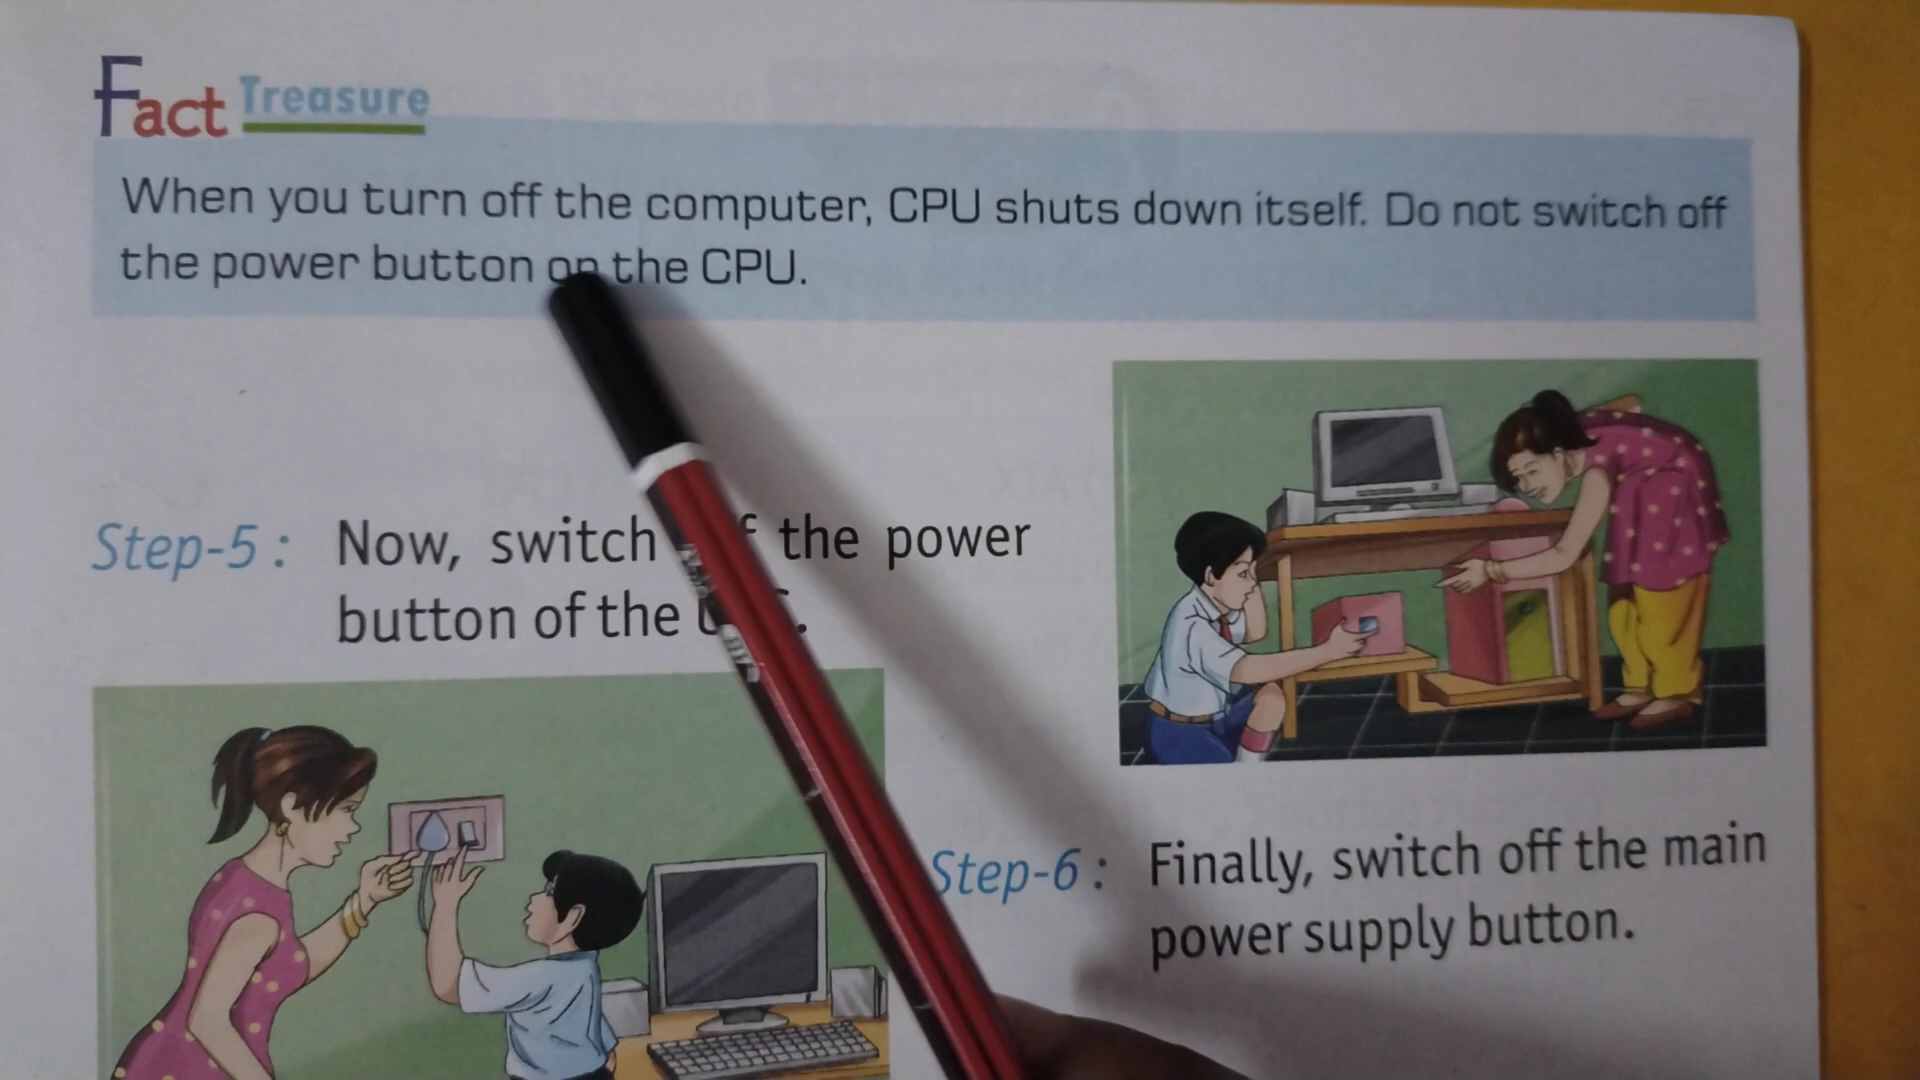 Fact Treasure
When you turn off the computer, CPU shuts down itself. Do not switch off
the power button on the CPU.
Step-5 : Now, switch the power
button of the
Step-6 : Finally, switch off the main
power supply button.